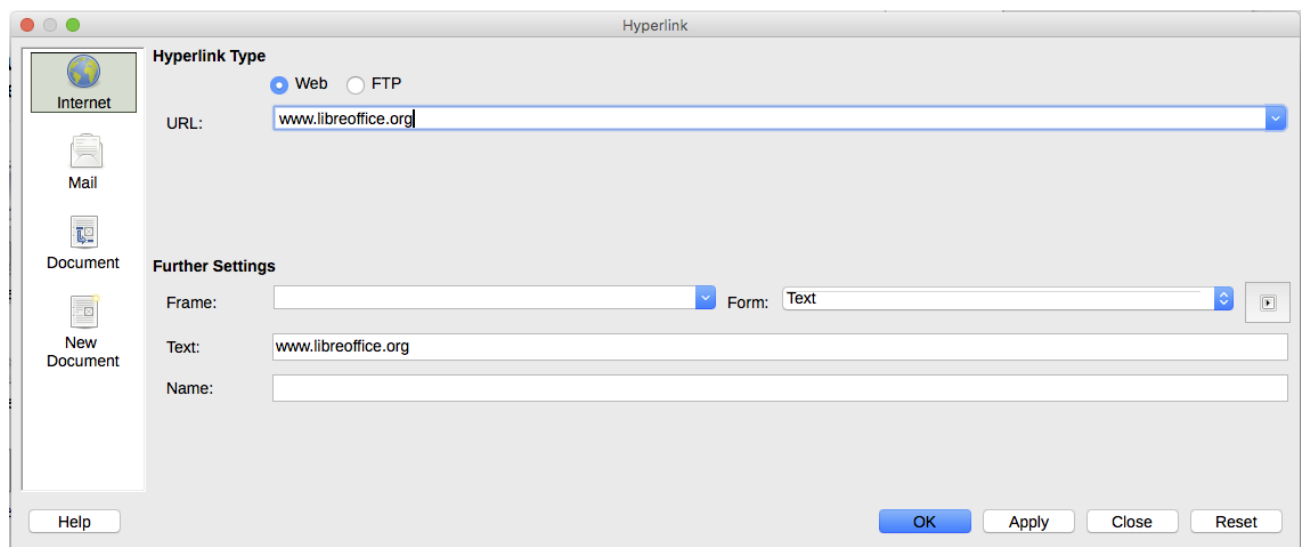 Hyperlink
Internet
Mail
Document
New
Document
Hyperlink Type
Web FTP
URL: www.libreoffice.org
Further Settings
Frame: Form: Text
Text: www.libreoffice.org
Name:
Help OK Apply Close Reset